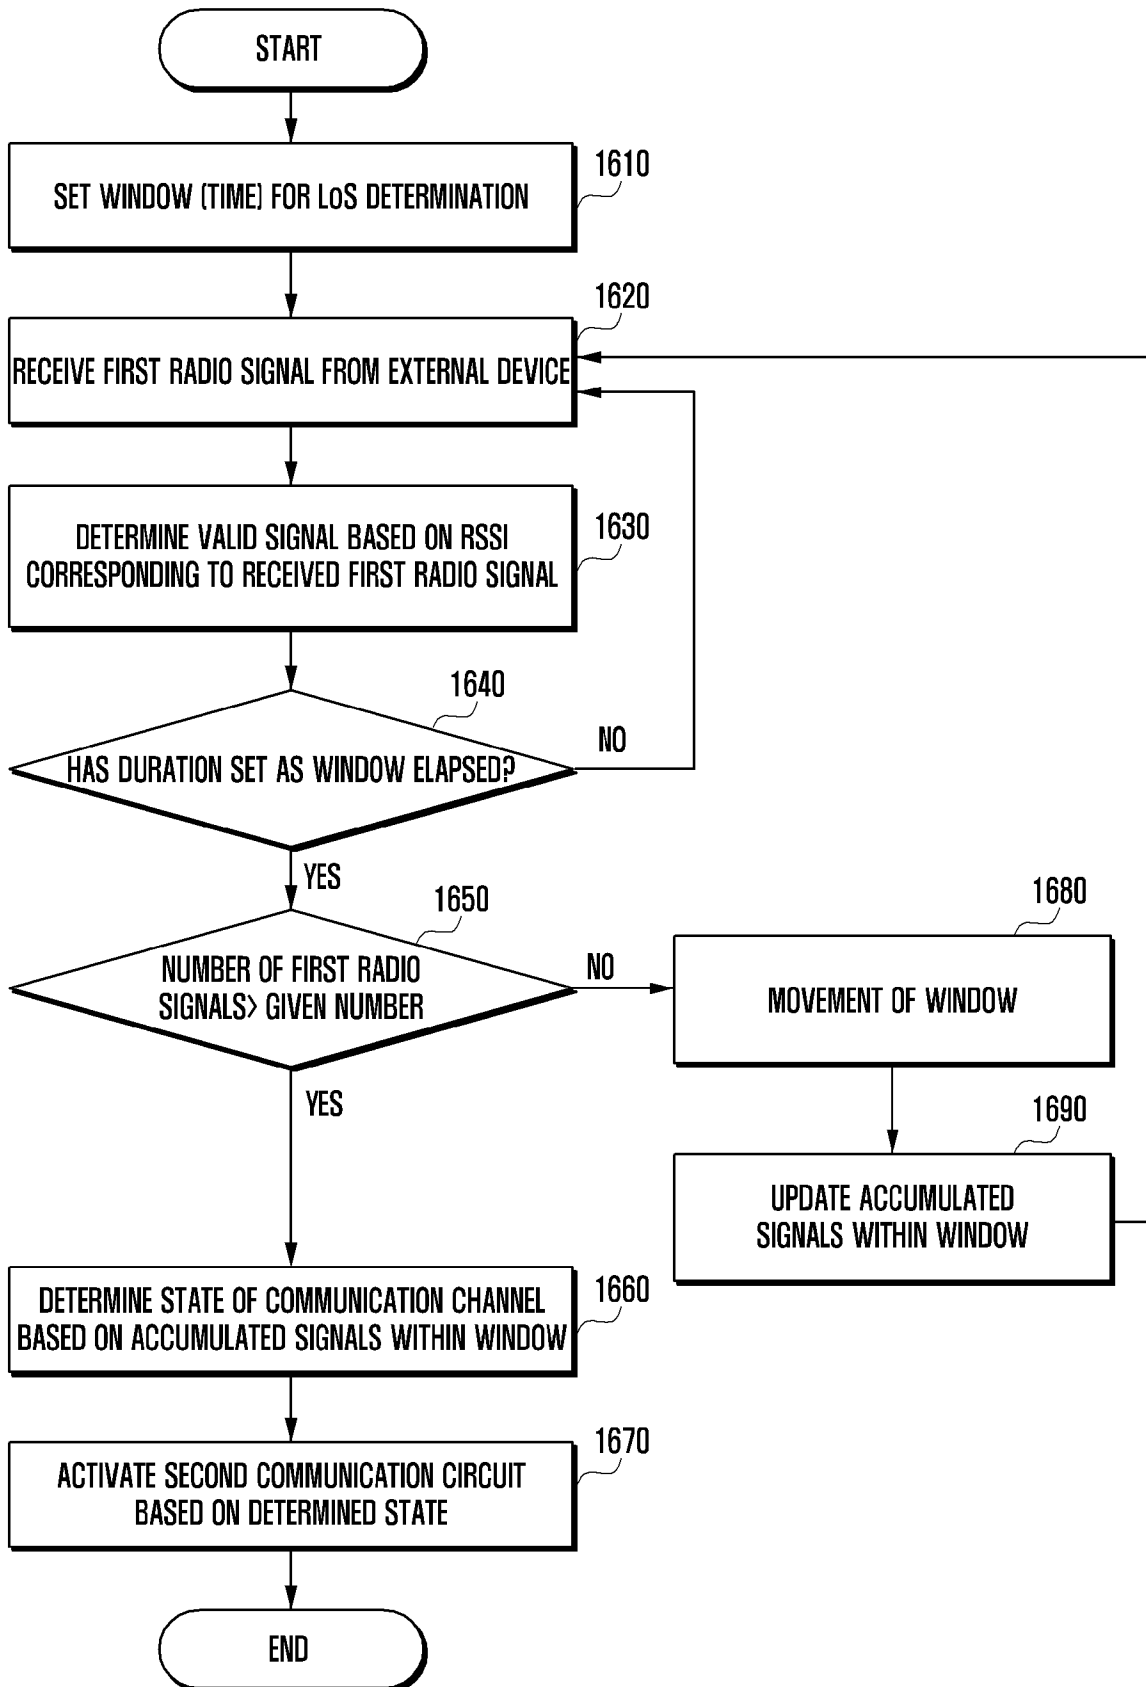 START
1610
SET WINDOW (TIME) FOR LoS DETERMINATION
1620
RECEIVE FIRST RADIO SIGNAL FROM EXTERNAL DEVICE
1630
DETERMINE VALID SIGNAL BASED ON RSSI
CORRESPONDING TO RECEIVED FIRST RADIO SIGNAL
1640
HAS DURATION SET AS WINDOW ELAPSED?
NO
YES
1650
NUMBER OF FIRST RADIO
SIGNALS> GIVEN NUMBER
NO
YES
1680
MOVEMENT OF WINDOW
1690
UPDATE ACCUMULATED
SIGNALS WITHIN WINDOW
1660
DETERMINE STATE OF COMMUNICATION CHANNEL
BASED ON ACCUMULATED SIGNALS WITHIN WINDOW
1670
ACTIVATE SECOND COMMUNICATION CIRCUIT
BASED ON DETERMINED STATE
END